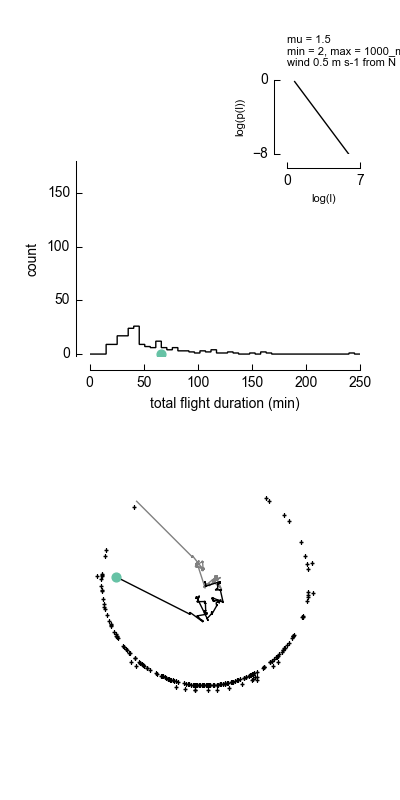 mu = 1.5
min = 2, max = 1000_m
wind 0.5 m s-1 from N
0
log(p(l))
−8
0 7
log(l)
150
100
count
50
0
0 50 100 150 200 250
total flight duration (min)